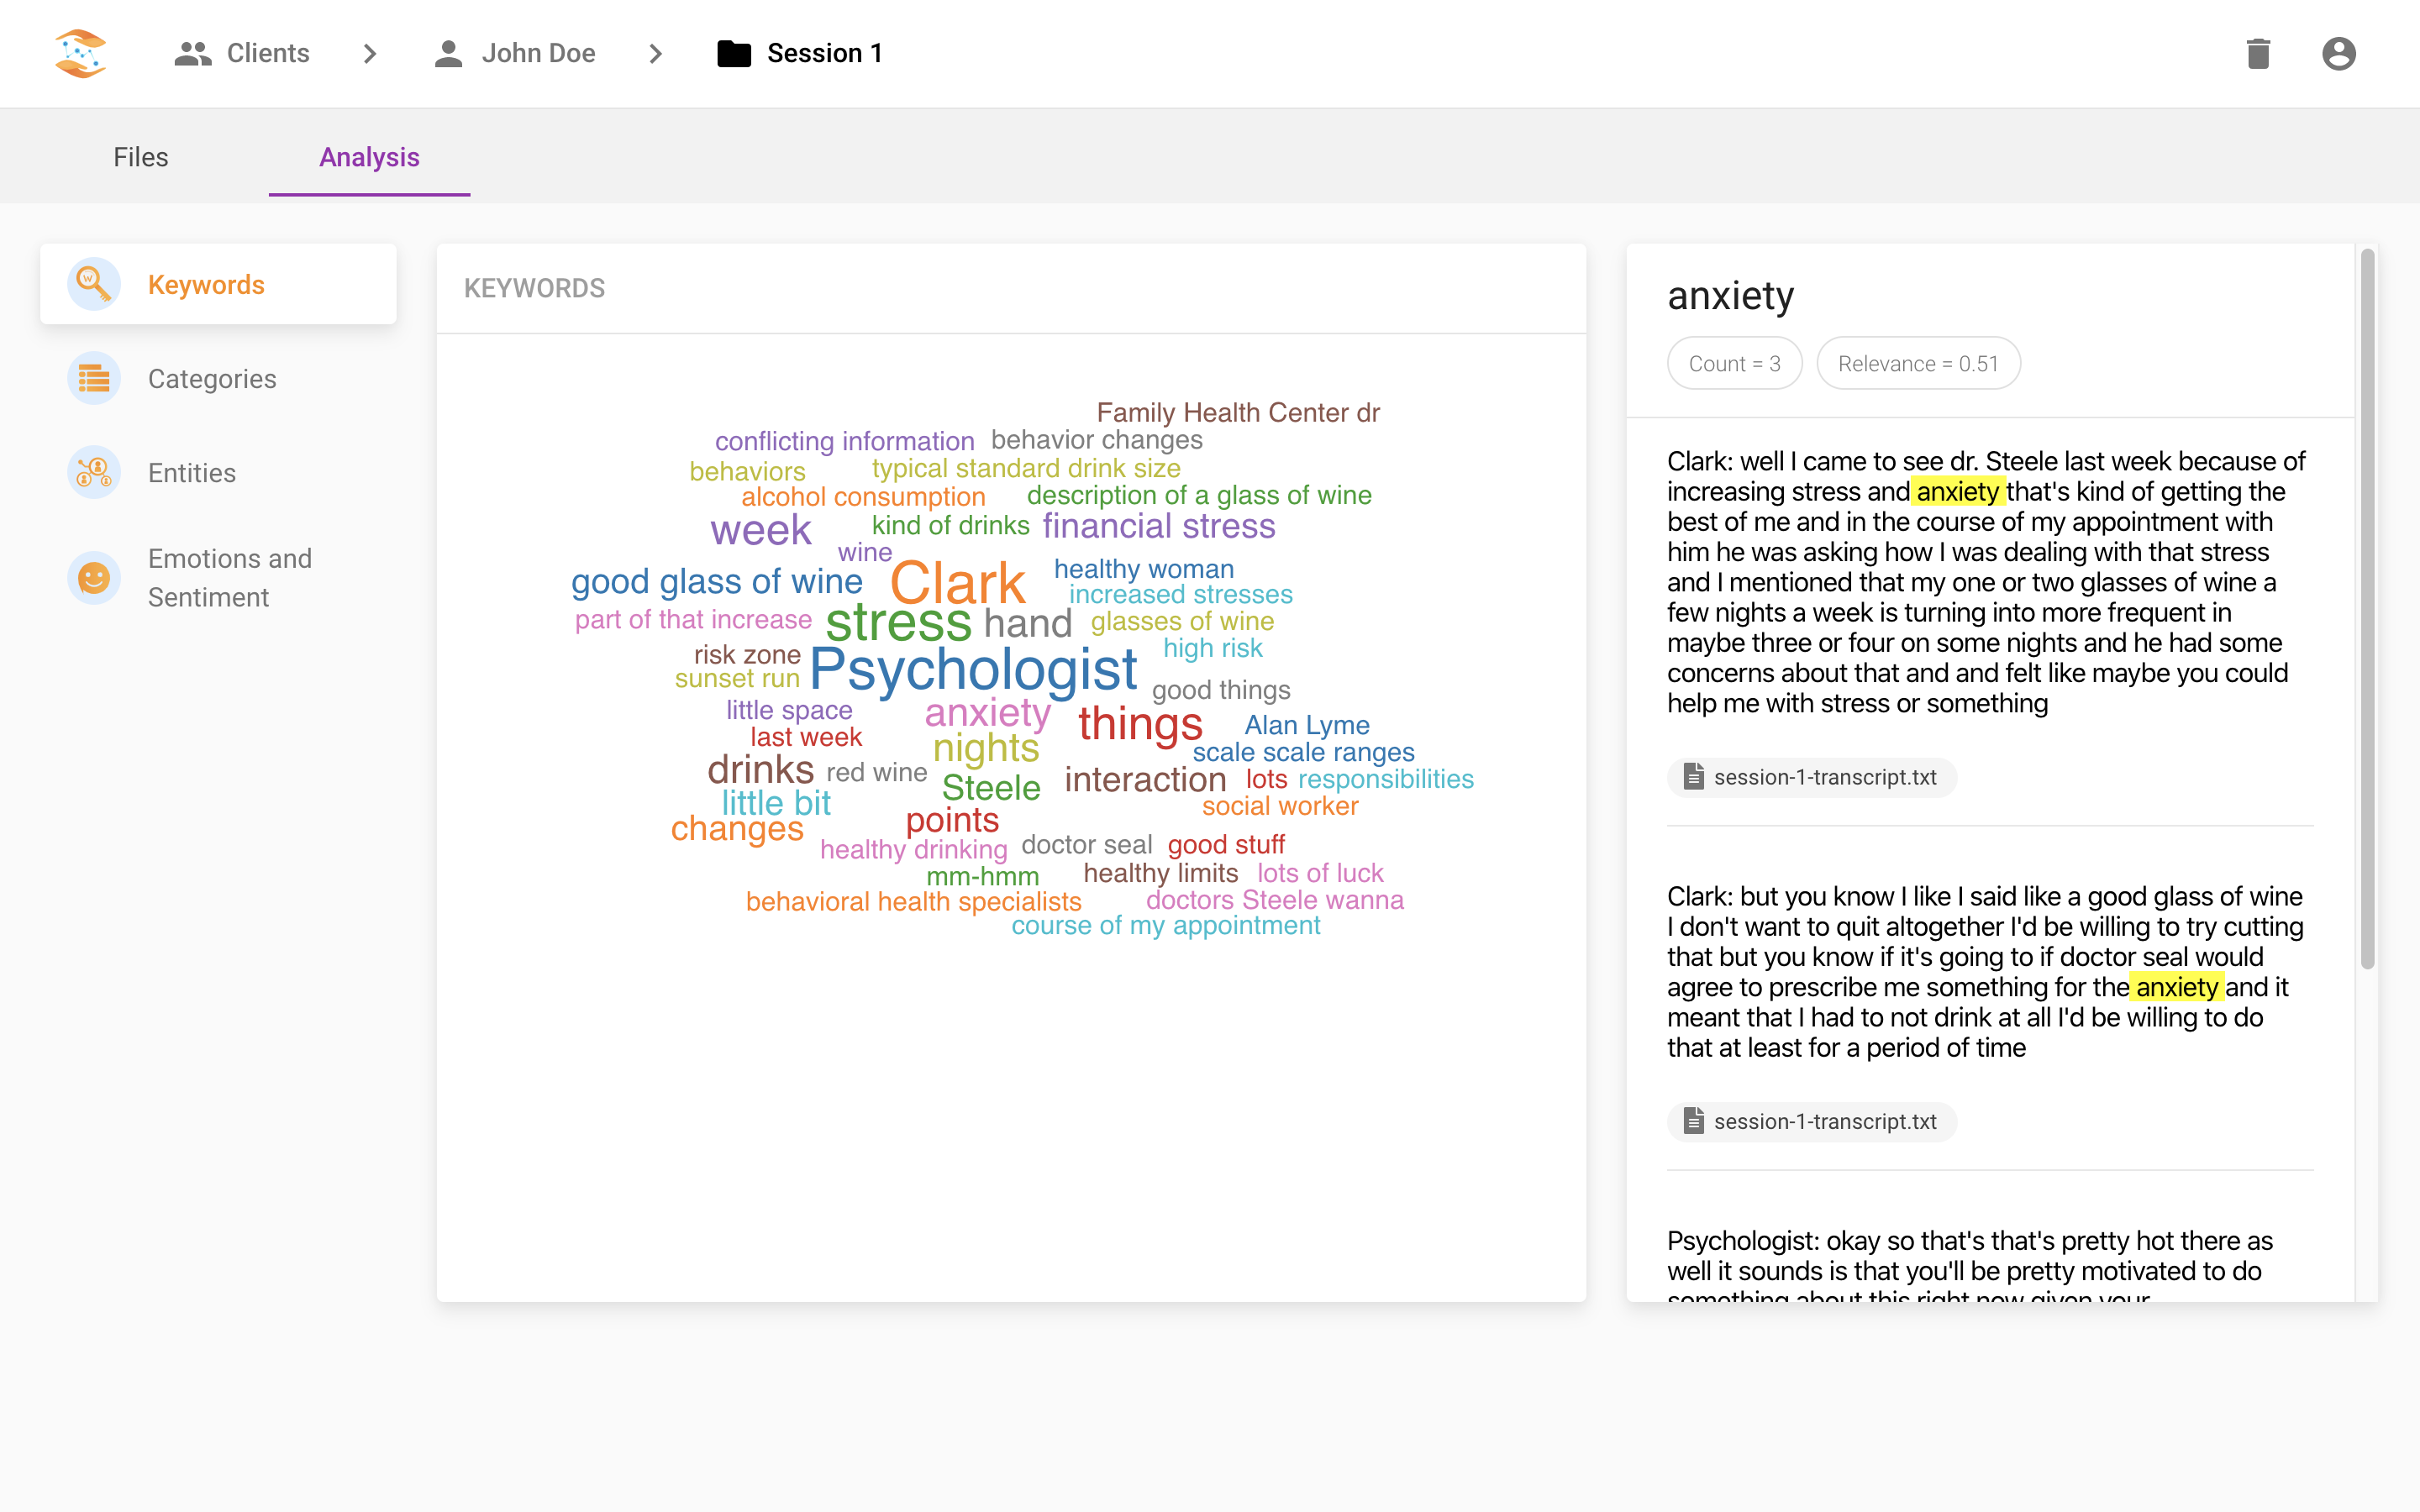 Clients
John Doe
Session 1
Files
Analysis
Keywords
Categories
Entities
Emotions and
Sentiment
KEYWORDS
Family Health Center dr
conflicting information behavior changes
behaviors typical standard drink size
alcohol consumption description of a glass of wine
week kind of drinks financial stress
wine
good glass of wine Clark healthy woman
increased stresses
part of that increase stress hand glasses of wine
high risk
risk zone Psychologist
sunset run good things
little space anxiety things Alan Lyme
last week nights scale scale ranges
drinks red wine Steele interaction lots responsibilities
little bit social worker
changes points
healthy drinking doctor seal good stuff
mm-hmm healthy limits lots of luck
behavioral health specialists doctors Steele wanna
course of my appointment
anxiety
Count = 3 Relevance = 0.51
Clark: well I came to see dr. Steele last week because of
increasing stress and anxiety that's kind of getting the
best of me and in the course of my appointment with
him he was asking how I was dealing with that stress
and I mentioned that my one or two glasses of wine a
few nights a week is turning into more frequent in
maybe three or four on some nights and he had some
concerns about that and and felt like maybe you could
help me with stress or something
session-1-transcript.txt
Clark: but you know I like I said like a good glass of wine
I don't want to quit altogether I'd be willing to try cutting
that but you know if it's going to if doctor seal would
agree to prescribe me something for the anxiety and it
meant that I had to not drink at all I'd be willing to do
that at least for a period of time
session-1-transcript.txt
Psychologist: okay so that's that's pretty hot there as
well it sounds is that you'll be pretty motivated to do
something about this right now given your